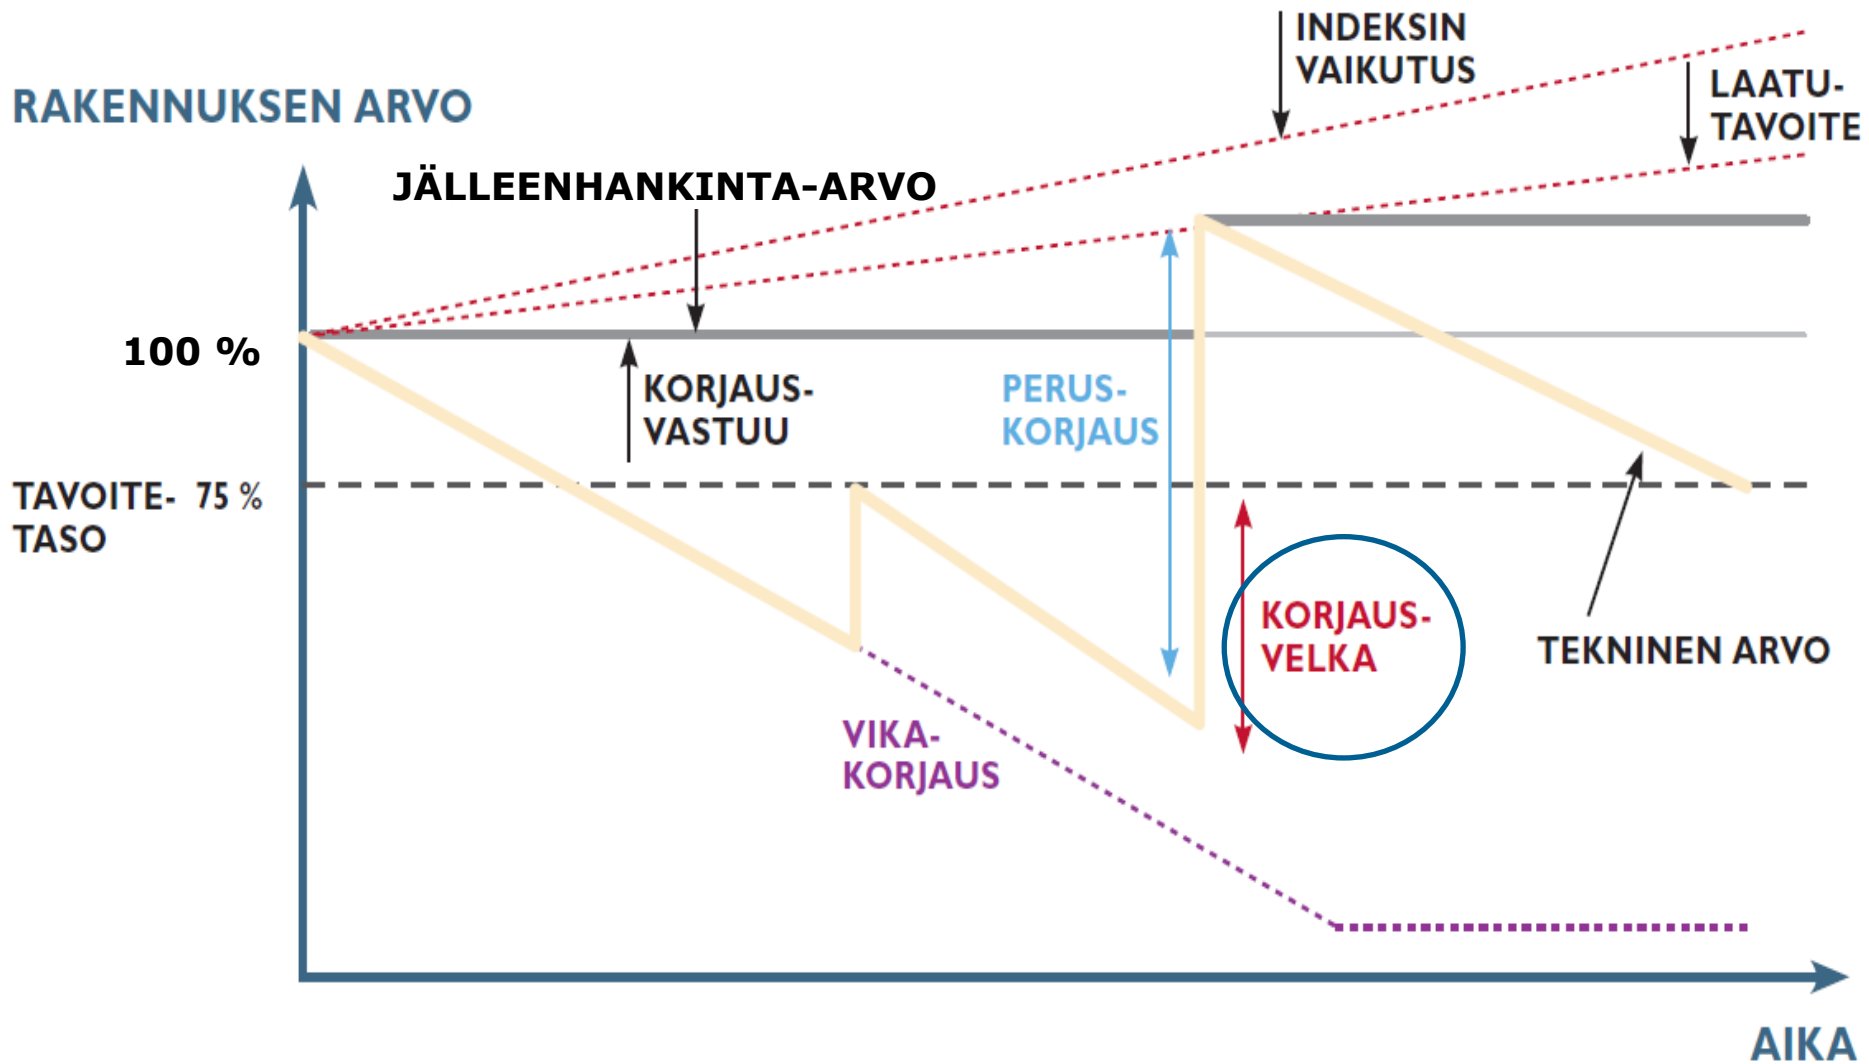 INDEKSIN
VAIKUTUS
LAATU-
TAVOITE
RAKENNUKSEN ARVO
JÄLLEENHANKINTA-ARVO
100 %
KORJAUS-
VASTUU
PERUS-
KORJAUS
TAVOITE- 75 %
TASO
KORJAUS-
VELKA
TEKNINEN ARVO
VIKA-
KORJAUS
AIKA